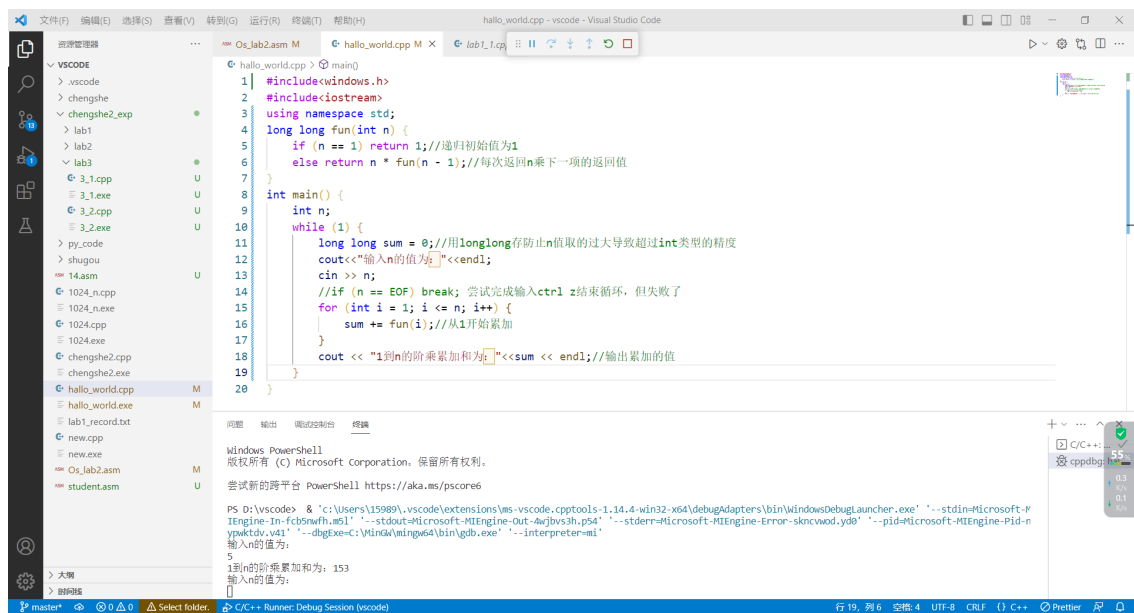 文件(F) 编辑(E) 选择(S) 查看(V) 转到(G) 运行(R) 终端(T) 帮助(H) hallo_world.cpp - vscode - Visual Studio Code
资源管理器 ···
VSCODE
.vscode
chengshe
chengshe2_exp
lab1
lab2
lab3
3_1.cpp U
3_1.exe U
3_2.cpp U
3_2.exe U
py_code
shugou
14.asm U
1024_n.cpp
1024_n.exe
1024.cpp
1024.exe
chengshe2.cpp
chengshe2.exe
hallo_world.cpp M
hallo_world.exe M
lab1_record.txt
new.cpp
new.exe
Os_lab2.asm M
student.asm U
大纲
时间线
13
1
Os_lab2.asm M hallo_world.cpp M lab1_1.cp
hallo_world.cpp > main()
1 #include<windows.h>
2 #include<iostream>
3 using namespace std;
4 long long fun(int n) {
5 if (n == 1) return 1;//递归初始值为1
6 else return n * fun(n - 1);//每次返回n乘下一项的返回值
7 }
8 int main() {
9 int n;
10 while (1) {
11 long long sum = 0;//用longlong存防止n值取的过大导致超过int类型的精度
12 cout<<"输入n的值为："<<endl;
13 cin >> n;
14 //if (n == EOF) break; 尝试完成输入ctrl z结束循环，但失败了
15 for (int i = 1; i <= n; i++) {
16 sum += fun(i);//从1开始累加
17 }
18 cout << "1到n的阶乘累加和为："<<sum << endl;//输出累加的值
19 }
20 }
问题 输出 调试控制台 终端
Windows PowerShell
版权所有 (C) Microsoft Corporation。保留所有权利。
尝试新的跨平台 PowerShell https://aka.ms/pscore6
PS D:\vscode> & 'c:\Users\15989\.vscode\extensions\ms-vscode.cpptools-1.14.4-win32-x64\debugAdapters\bin\WindowsDebugLauncher.exe' '--stdin=Microsoft-M
IEngine-In-fcb5nwfh.m5l' '--stdout=Microsoft-MIEngine-Out-4wjbvs3h.p54' '--stderr=Microsoft-MIEngine-Error-skncvwod.yd0' '--pid=Microsoft-MIEngine-Pid-n
ypwktdv.v41' '--dbgExe=C:\MinGW\mingw64\bin\gdb.exe' '--interpreter=mi'
输入n的值为：
5
1到n的阶乘累加和为：153
输入n的值为：
C/C++: ...
cppdbg:
55
0.3
K/s
0.1
K/s
master* 0 0 Select folder. C/C++ Runner: Debug Session (vscode) 行 19，列 6 空格: 4 UTF-8 CRLF {} C++ Prettier